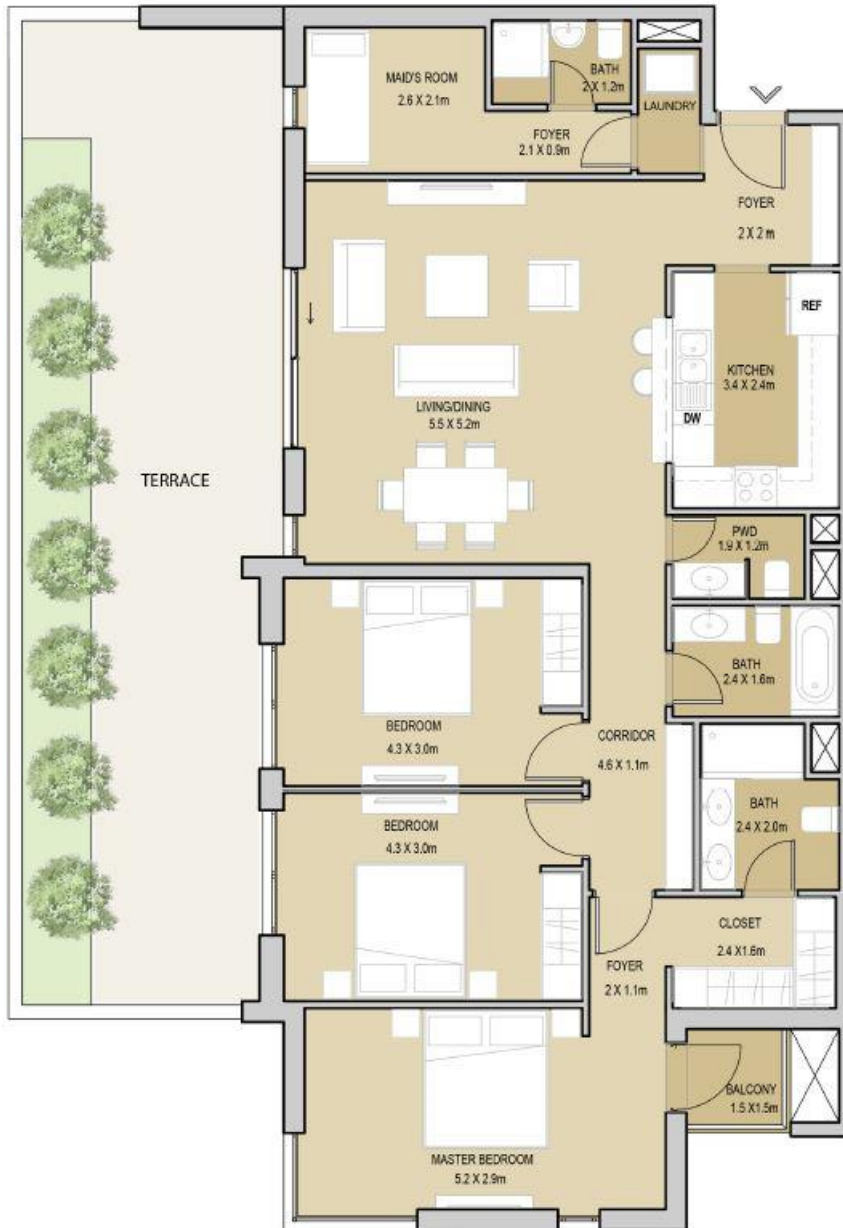 MAID'S ROOM
2.6 X 2.1m
BATH
2 X 1.2m
LAUNDRY
FOYER
2.1 X 0.9m
FOYER
2 X 2 m
REF
KITCHEN
3.4 X 2.4m
DW
LIVING/DINING
5.5 X 5.2m
TERRACE
PWD
1.9 X 1.2m
BATH
2.4 X 1.6m
BEDROOM
4.3 X 3.0m
CORRIDOR
4.6 X 1.1m
BATH
2.4 X 2.0m
BEDROOM
4.3 X 3.0m
CLOSET
2.4 X1.6m
FOYER
2 X 1.1m
BALCONY
1.5 X1.5m
MASTER BEDROOM
5.2 X 2.9m